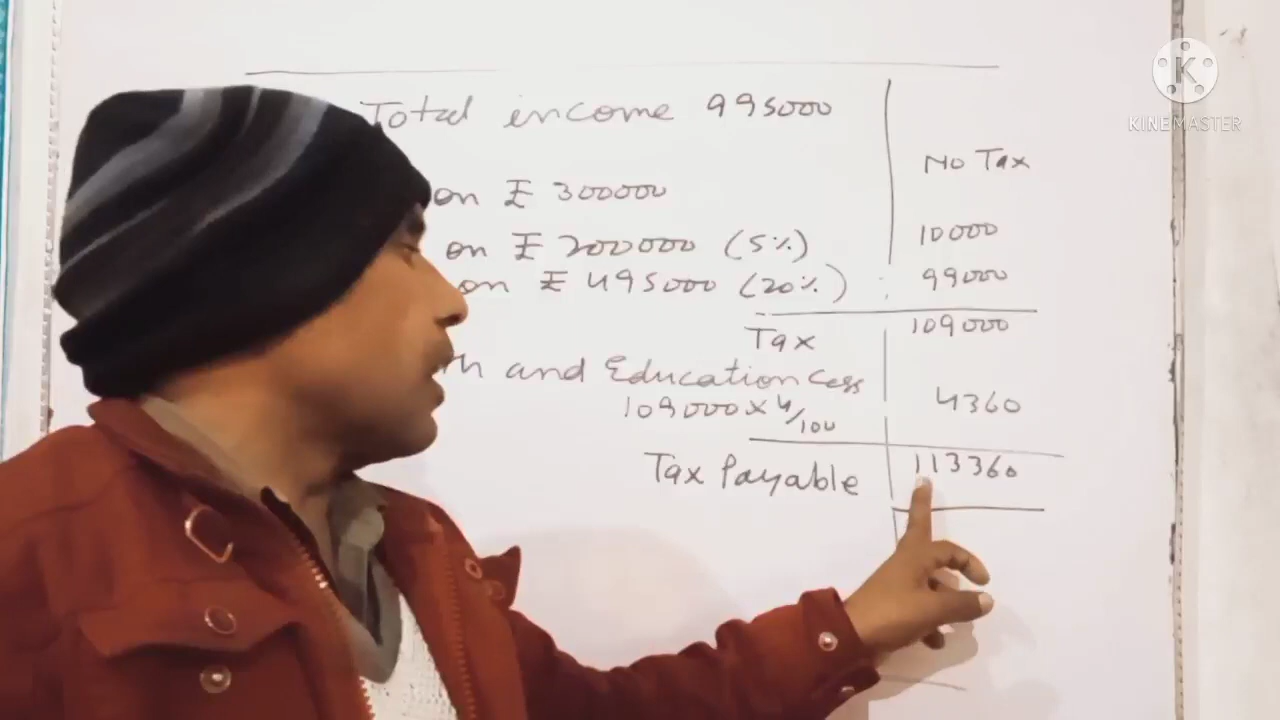 Total income 995000
No Tax
on ₹ 300000
on ₹ 200000 (5%) 10000
on ₹ 495000 (20%) 99000
Tax 109000
and Education Cess
109000 x 4/100 4360
Tax Payable 113360
K
KINEMASTER